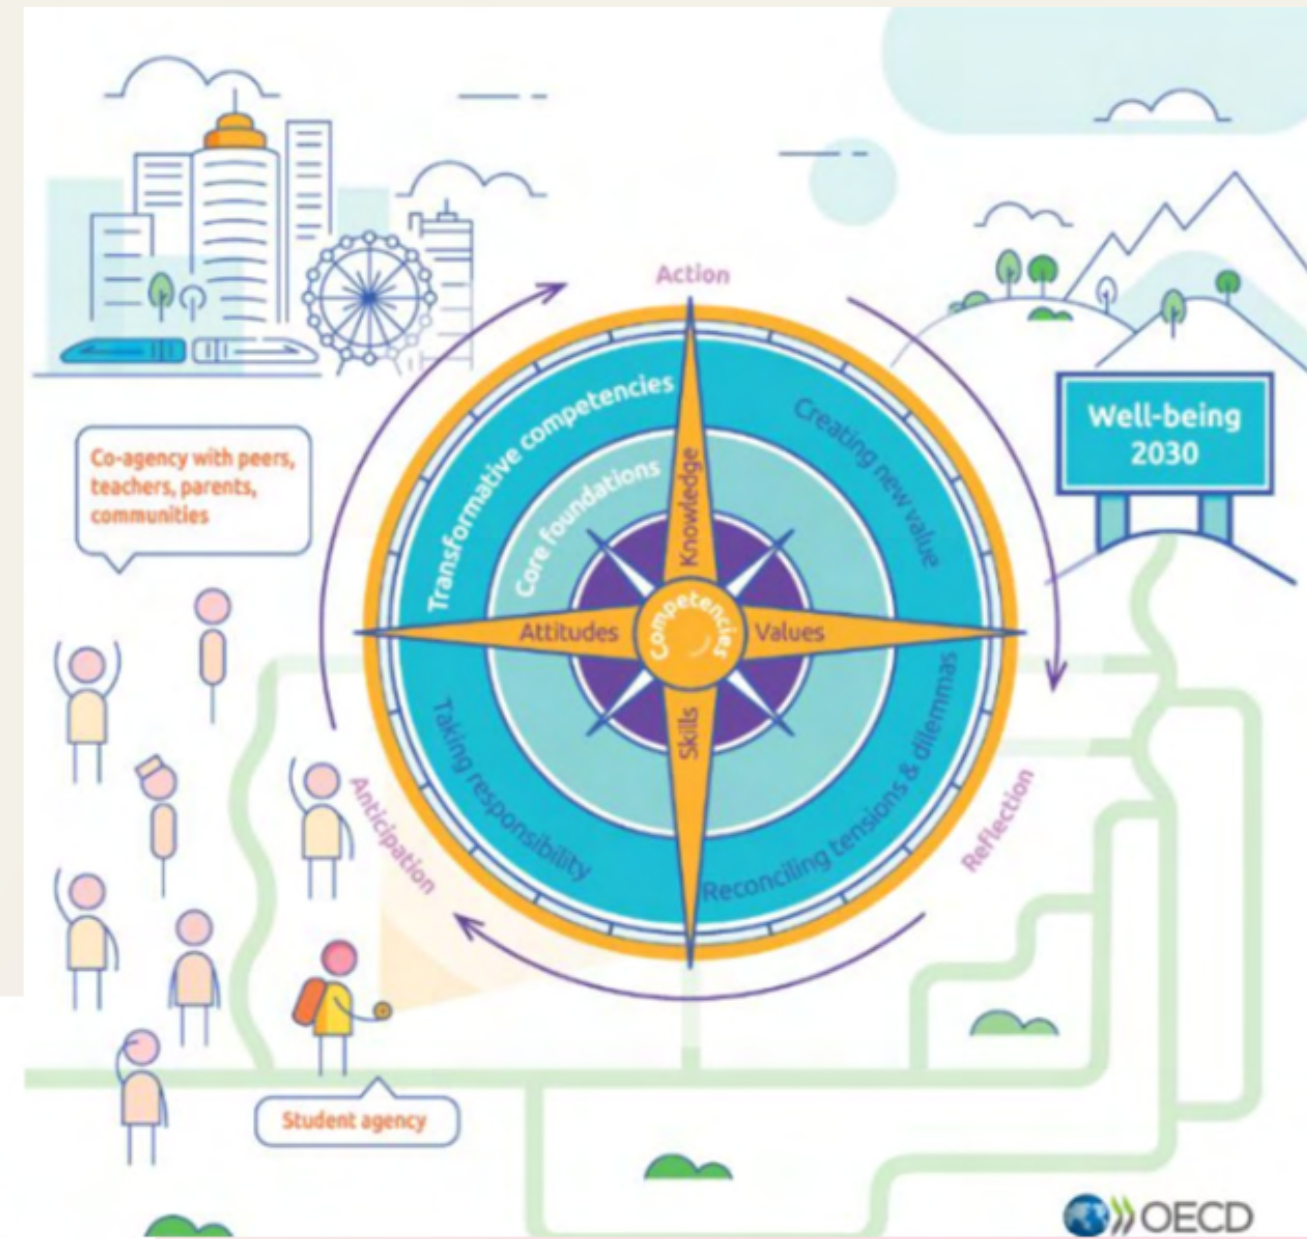 Action
Transformative competencies
Creating new value
Core foundations
Knowledge
Well-being
2030
Co-agency with peers,
teachers, parents,
communities
Attitudes
Competencies
Values
Skills
Taking responsibility
Reconciling tensions & dilemmas
Anticipation
Reflection
Student agency
OECD